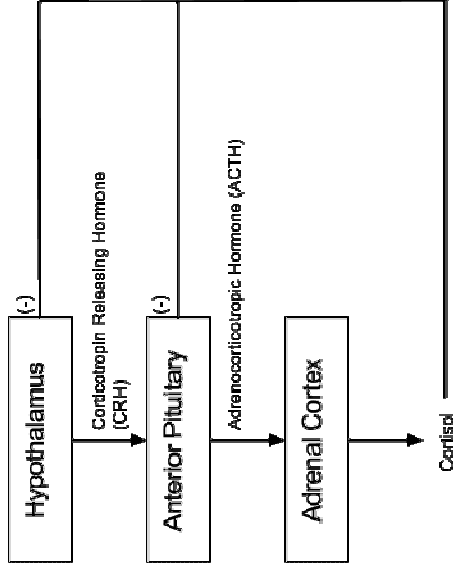 Hypothalamus
(-)
Corticotropin Releasing Hormone
(CRH)
Anterior Pituitary
(-)
Adrenocorticotropic Hormone (ACTH)
Adrenal Cortex
Cortisol